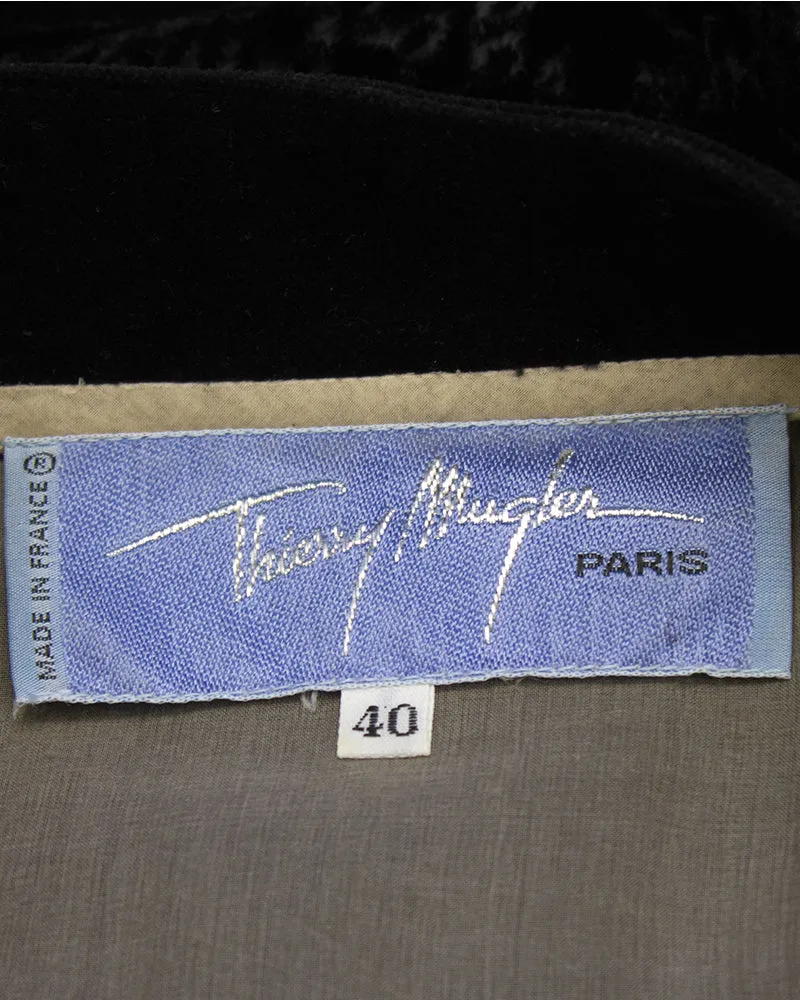 Thierry Mugler
PARIS
MADE IN FRANCE ®
40